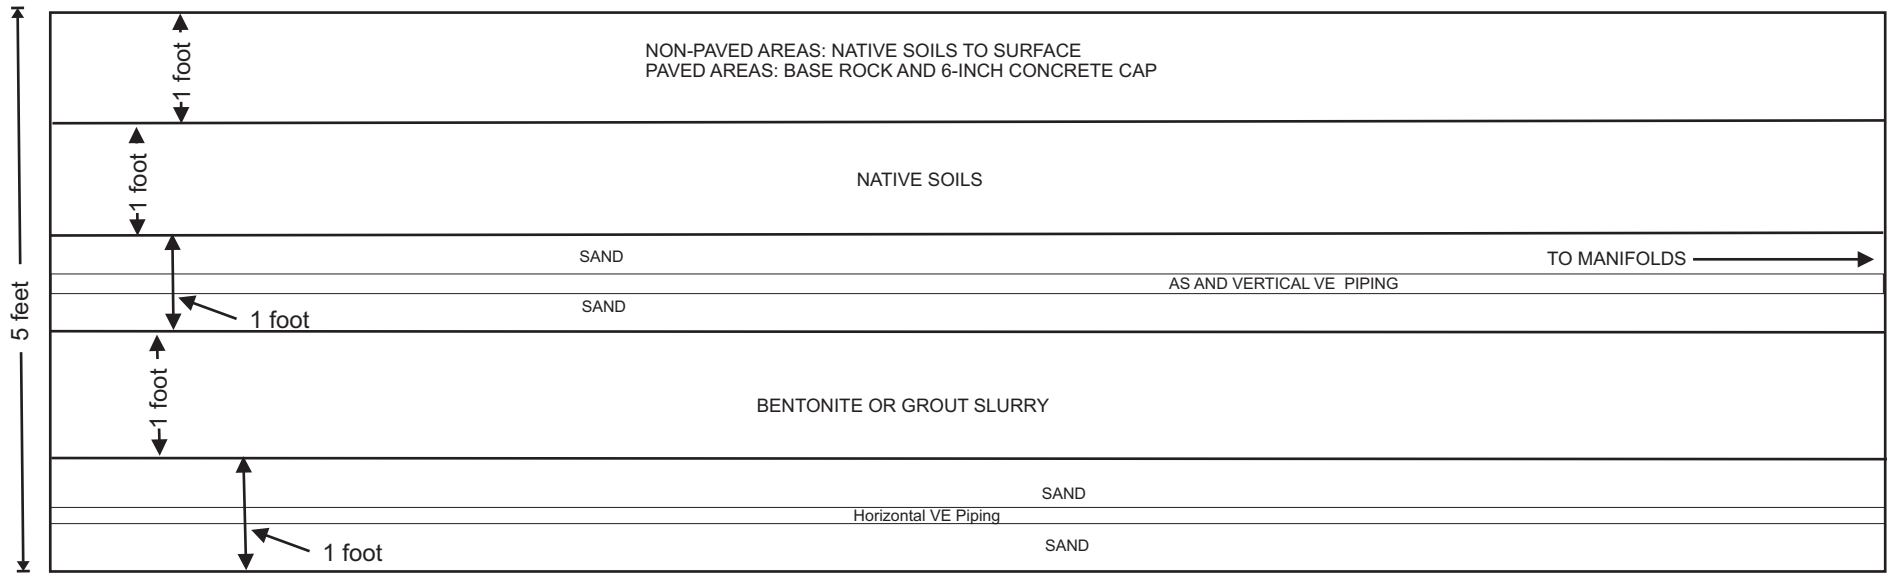 1 foot
NON-PAVED AREAS: NATIVE SOILS TO SURFACE
PAVED AREAS: BASE ROCK AND 6-INCH CONCRETE CAP
1 foot
NATIVE SOILS
SAND
TO MANIFOLDS
AS AND VERTICAL VE PIPING
SAND
1 foot
5 feet
1 foot
BENTONITE OR GROUT SLURRY
SAND
Horizontal VE Piping
SAND
1 foot